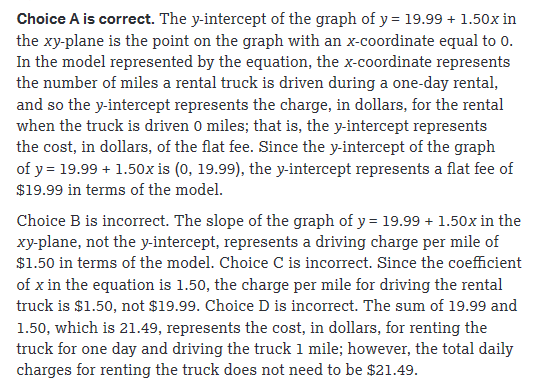 Choice A is correct. The y-intercept of the graph of y = 19.99 + 1.50x in
the xy-plane is the point on the graph with an x-coordinate equal to 0.
In the model represented by the equation, the x-coordinate represents
the number of miles a rental truck is driven during a one-day rental,
and so the y-intercept represents the charge, in dollars, for the rental
when the truck is driven 0 miles; that is, the y-intercept represents
the cost, in dollars, of the flat fee. Since the y-intercept of the graph
of y = 19.99 + 1.50x is (0, 19.99), the y-intercept represents a flat fee of
$19.99 in terms of the model.
Choice B is incorrect. The slope of the graph of y = 19.99 + 1.50x in the
xy-plane, not the y-intercept, represents a driving charge per mile of
$1.50 in terms of the model. Choice C is incorrect. Since the coefficient
of x in the equation is 1.50, the charge per mile for driving the rental
truck is $1.50, not $19.99. Choice D is incorrect. The sum of 19.99 and
1.50, which is 21.49, represents the cost, in dollars, for renting the
truck for one day and driving the truck 1 mile; however, the total daily
charges for renting the truck does not need to be $21.49.